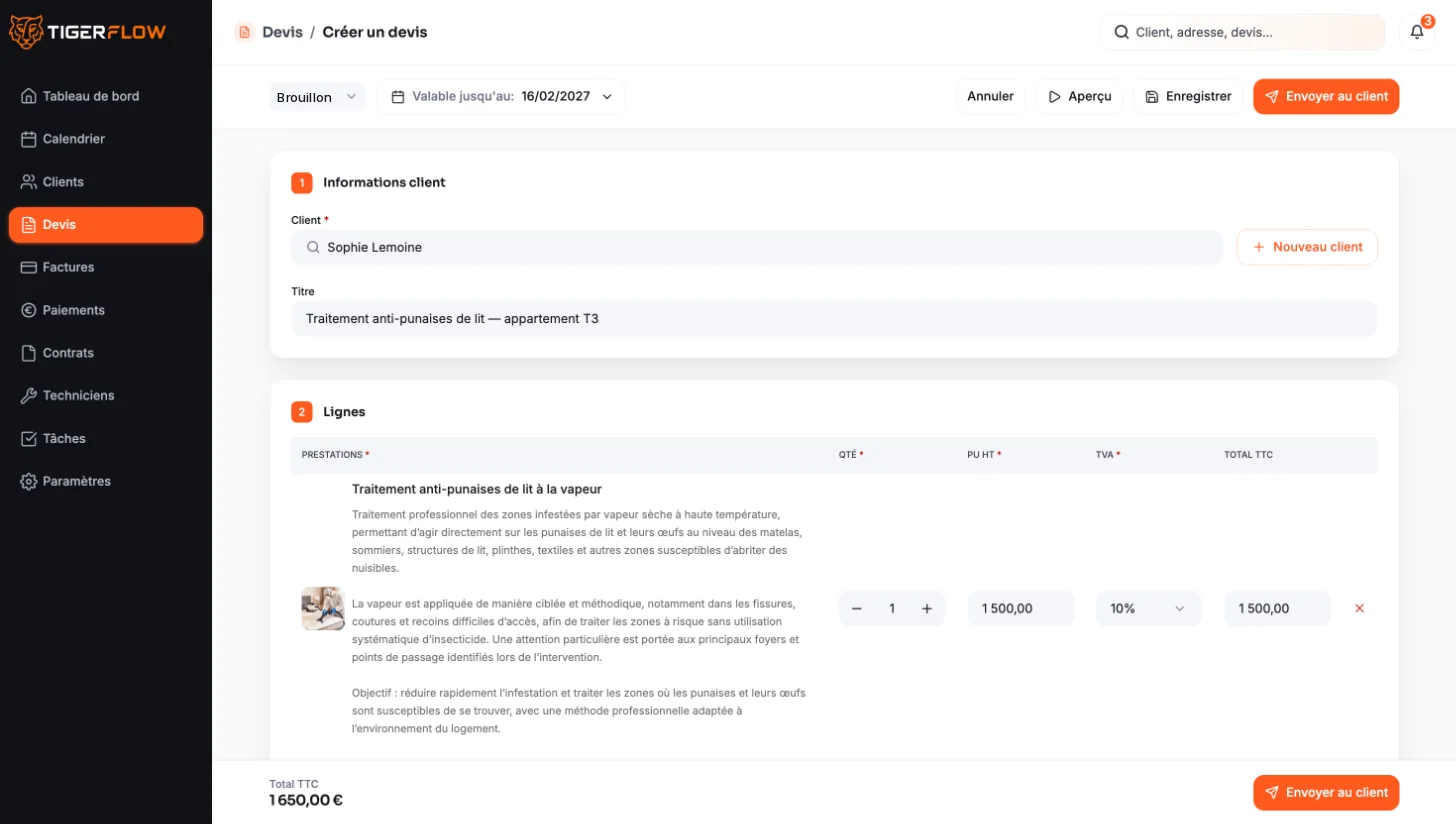 TIGERFLOW
Devis / Créer un devis
Client, adresse, devis...
3
Tableau de bord
Calendrier
Clients
Devis
Factures
Paiements
Contrats
Techniciens
Tâches
Paramètres
Brouillon
Valable jusqu'au: 16/02/2027
Annuler
Aperçu
Enregistrer
Envoyer au client
1 Informations client
Client *
Sophie Lemoine
+ Nouveau client
Titre
Traitement anti-punaises de lit — appartement T3
2 Lignes
PRESTATIONS * QTÉ * PU HT * TVA * TOTAL TTC
Traitement anti-punaises de lit à la vapeur
Traitement professionnel des zones infestées par vapeur sèche à haute température,
permettant d’agir directement sur les punaises de lit et leurs œufs au niveau des matelas,
sommiers, structures de lit, plinthes, textiles et autres zones susceptibles d’abriter des
nuisibles.
La vapeur est appliquée de manière ciblée et méthodique, notamment dans les fissures,
coutures et recoins difficiles d’accès, afin de traiter les zones à risque sans utilisation
systématique d’insecticide. Une attention particulière est portée aux principaux foyers et
points de passage identifiés lors de l’intervention.
Objectif : réduire rapidement l’infestation et traiter les zones où les punaises et leurs œufs
sont susceptibles de se trouver, avec une méthode professionnelle adaptée à
l’environnement du logement.
− 1 + 1 500,00 10% 1 500,00 ×
Total TTC
1 650,00 €
Envoyer au client